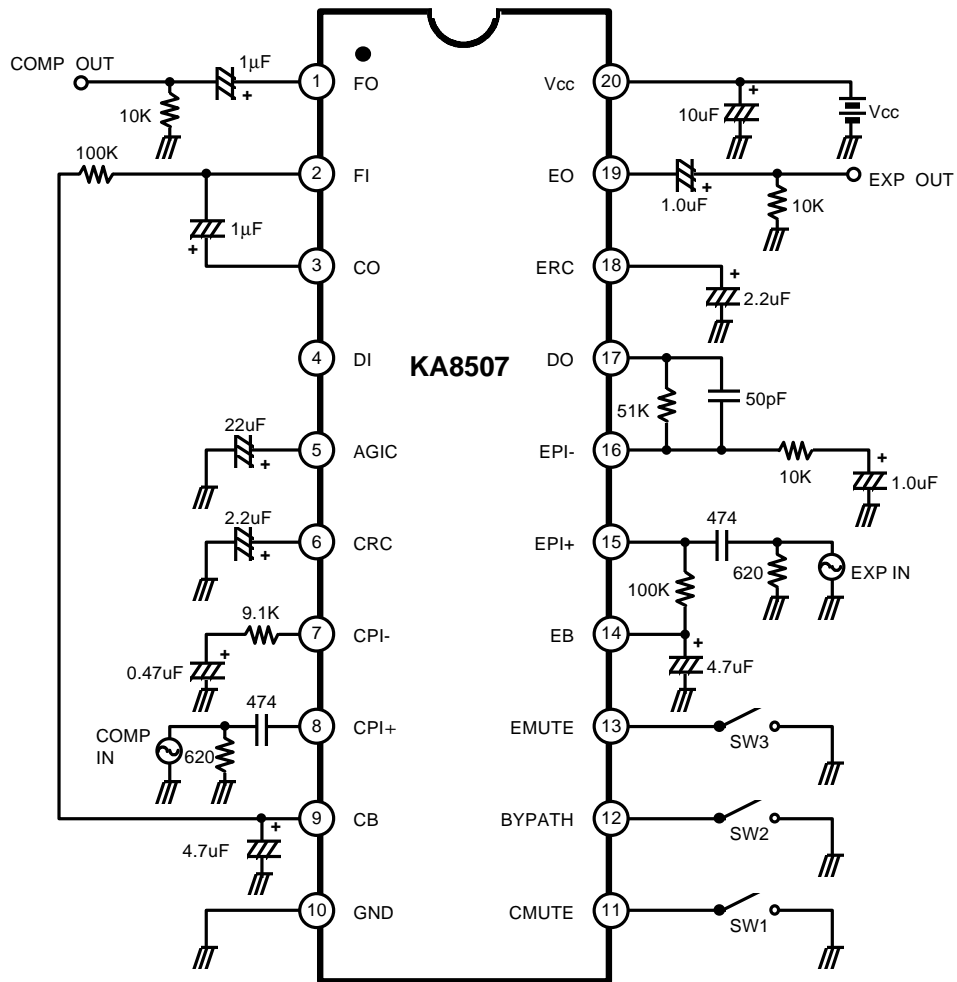 COMP OUT
1μF
10K
1
FO
Vcc
20
10uF
Vcc
100K
2
FI
EO
19
EXP OUT
1.0uF
10K
1μF
3
CO
ERC
18
2.2uF
4
DI
KA8507
DO
17
51K
50pF
22uF
5
AGIC
EPI-
16
10K
1.0uF
2.2uF
6
CRC
EPI+
15
474
100K
620
EXP IN
9.1K
7
CPI-
EB
14
0.47uF
4.7uF
474
COMP
IN
620
8
CPI+
EMUTE
13
SW3
9
CB
BYPATH
12
SW2
4.7uF
10
GND
CMUTE
11
SW1